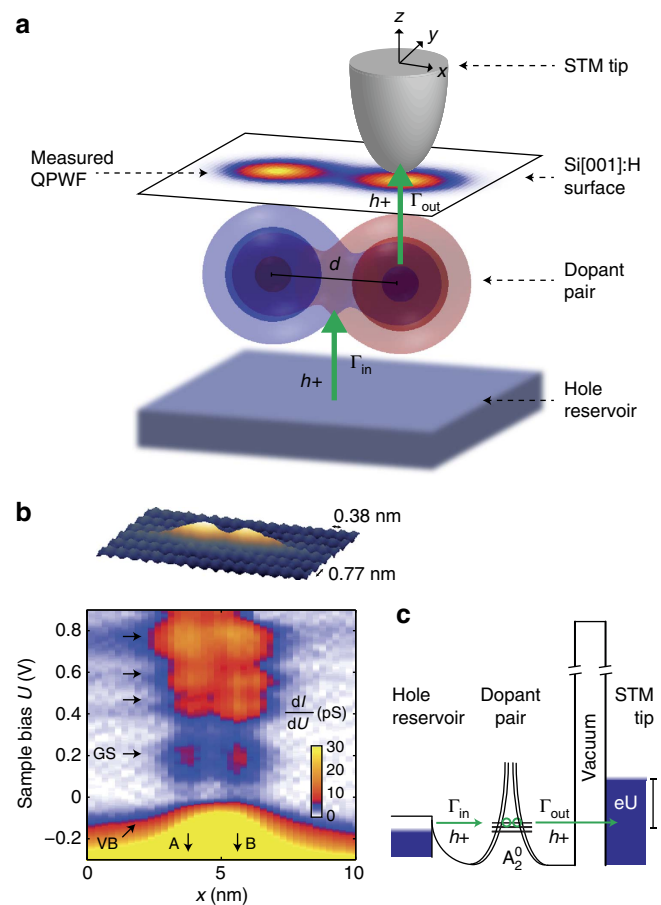 a
z
y
x
STM tip
Measured
QPWF
Si[001]:H
surface
h+
Γout
d
Dopant
pair
Γin
h+
Hole
reservoir
b
0.38 nm
0.77 nm
Sample bias U (V)
0.8
0.6
0.4
0.2
0
–0.2
GS
VB
A
B
dI
dU
(pS)
30
20
10
0
0
5
10
x (nm)
c
Hole
reservoir
Dopant
pair
STM
tip
Vacuum
Γin
h+
Γout
h+
eU
A₂⁰